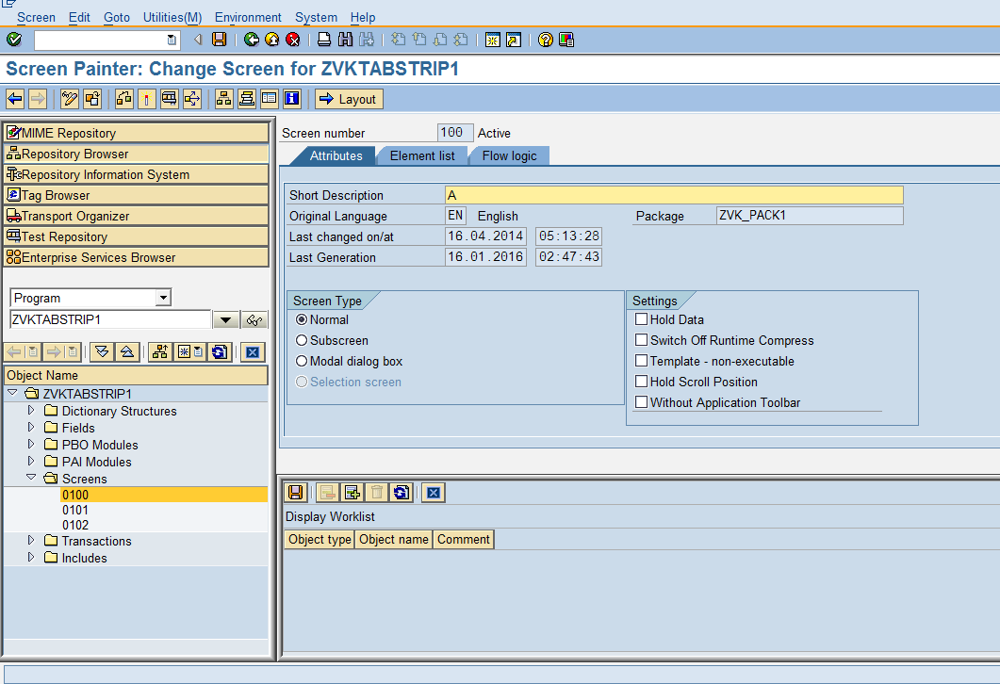 Screen Edit Goto Utilities(M) Environment System Help
Screen Painter: Change Screen for ZVKTABSTRIP1
Layout
MIME Repository
Repository Browser
Repository Information System
Tag Browser
Transport Organizer
Test Repository
Enterprise Services Browser
Program
ZVKTABSTRIP1
Object Name
ZVKTABSTRIP1
Dictionary Structures
Fields
PBO Modules
PAI Modules
Screens
0100
0101
0102
Transactions
Includes
Screen number 100 Active
Attributes Element list Flow logic
Short Description A
Original Language EN English Package ZVK_PACK1
Last changed on/at 16.04.2014 05:13:28
Last Generation 16.01.2016 02:47:43
Screen Type
Normal
Subscreen
Modal dialog box
Selection screen
Settings
Hold Data
Switch Off Runtime Compress
Template - non-executable
Hold Scroll Position
Without Application Toolbar
Display Worklist
Object type Object name Comment